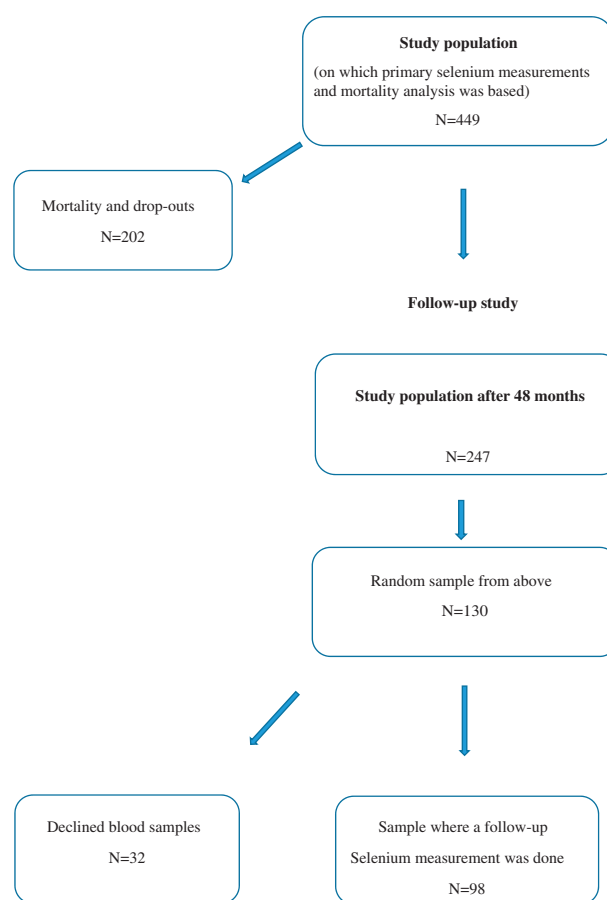 Study population
(on which primary selenium measurements
and mortality analysis was based)
N=449
Mortality and drop-outs
N=202
Follow-up study
Study population after 48 months
N=247
Random sample from above
N=130
Declined blood samples
N=32
Sample where a follow-up
Selenium measurement was done
N=98